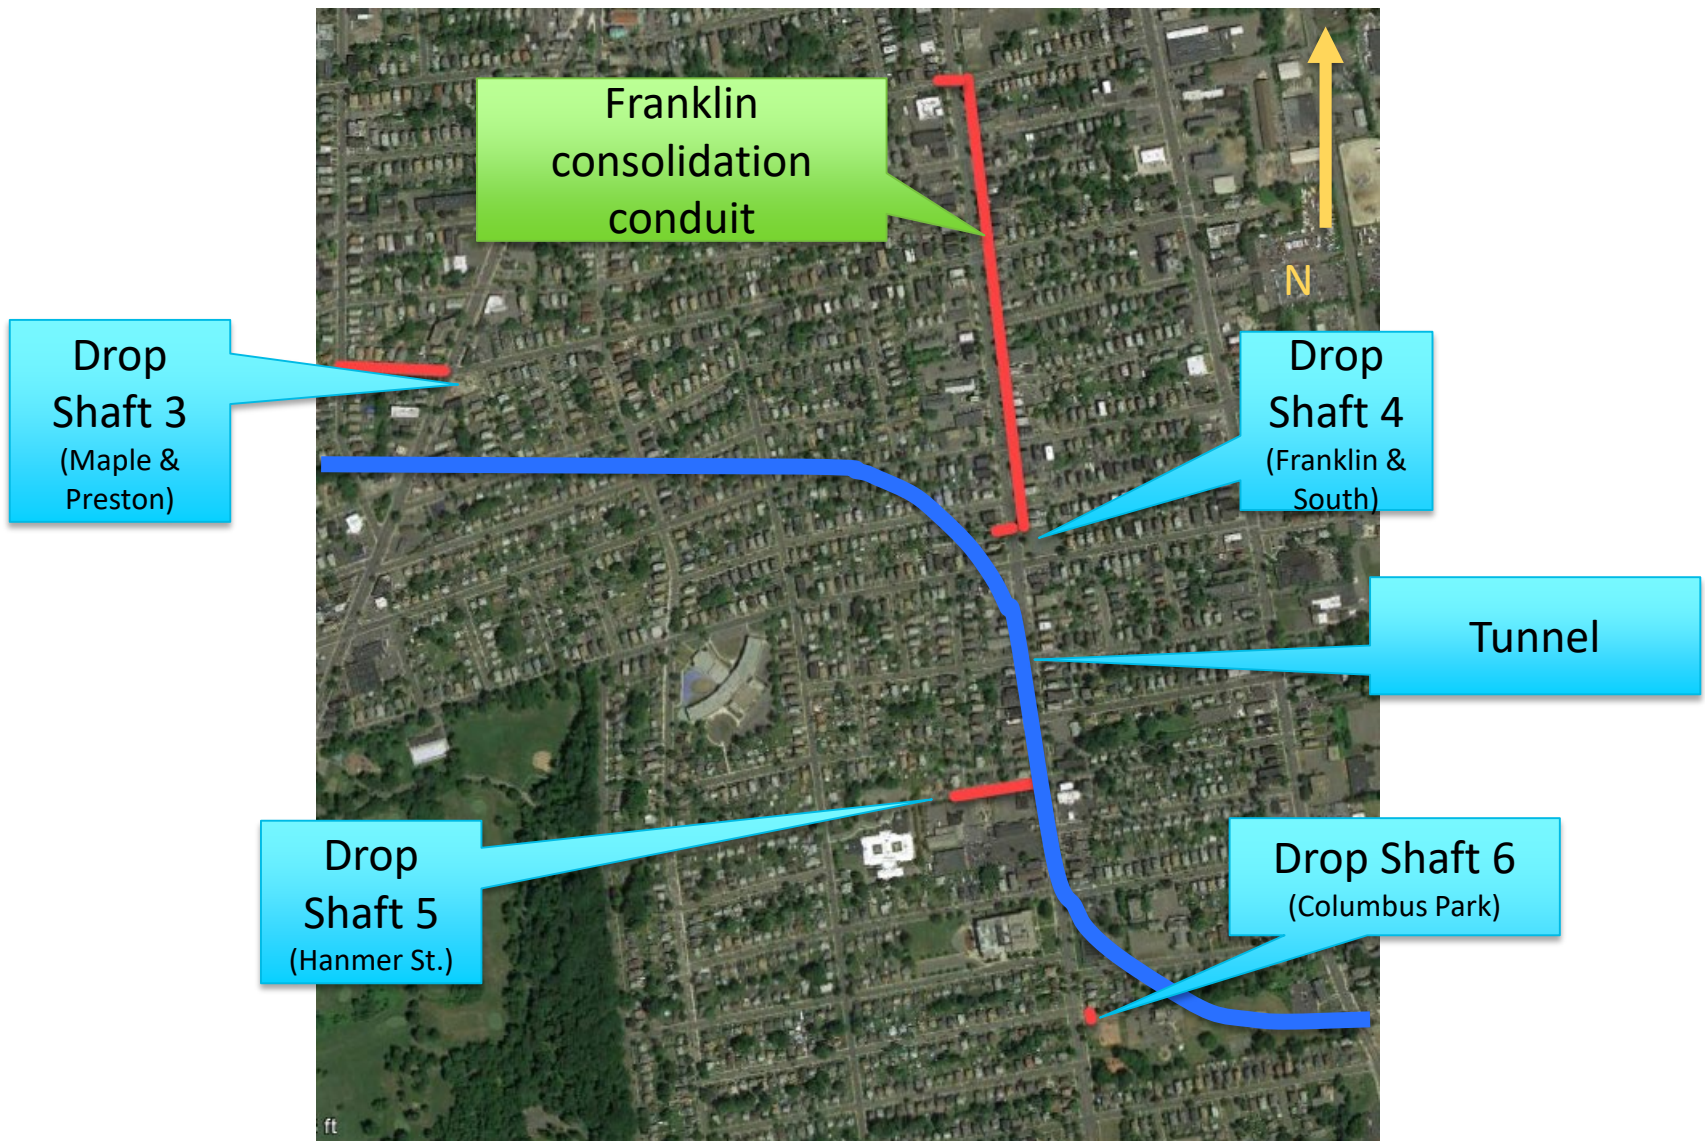 Franklin
consolidation
conduit
N
Drop
Shaft 3
(Maple &
Preston)
Drop
Shaft 4
(Franklin &
South)
Tunnel
Drop
Shaft 5
(Hanmer St.)
Drop Shaft 6
(Columbus Park)
ft